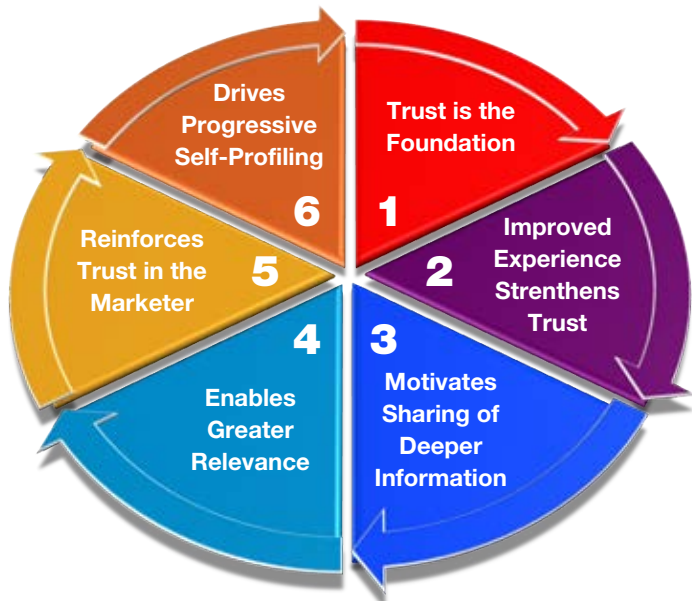 1
Trust is the
Foundation
2
Improved
Experience
Strenthens
Trust
3
Motivates
Sharing of
Deeper
Information
4
Enables
Greater
Relevance
5
Reinforces
Trust in the
Marketer
6
Drives
Progressive
Self-Profiling